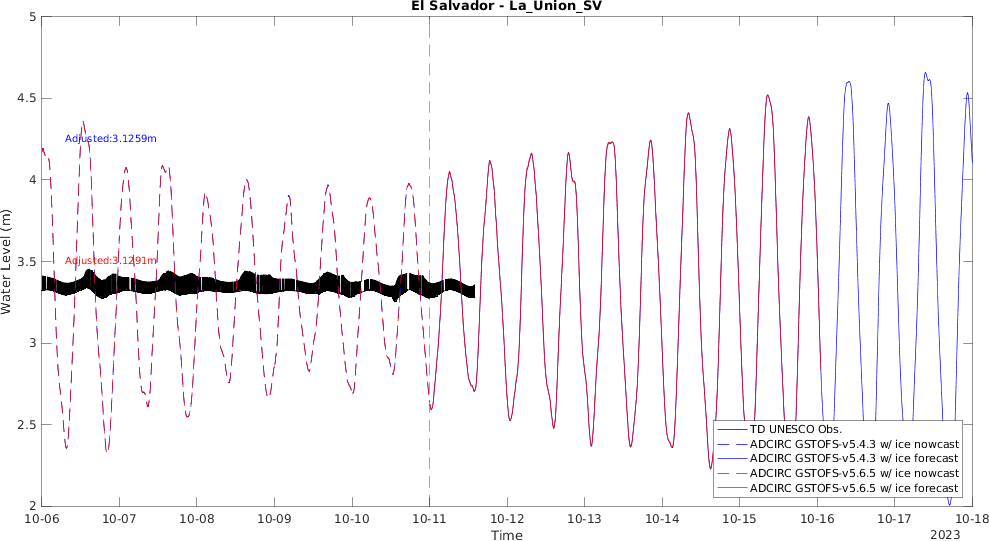 El Salvador - La_Union_SV
5
4.5
4
3.5
3
2.5
2
Water Level (m)
Adjusted:3.1259m
Adjusted:3.1291m
TD UNESCO Obs.
ADCIRC GSTOFS-v5.4.3 w/ ice nowcast
ADCIRC GSTOFS-v5.4.3 w/ ice forecast
ADCIRC GSTOFS-v5.6.5 w/ ice nowcast
ADCIRC GSTOFS-v5.6.5 w/ ice forecast
10-06 10-07 10-08 10-09 10-10 10-11 10-12 10-13 10-14 10-15 10-16 10-17 10-18
Time
2023